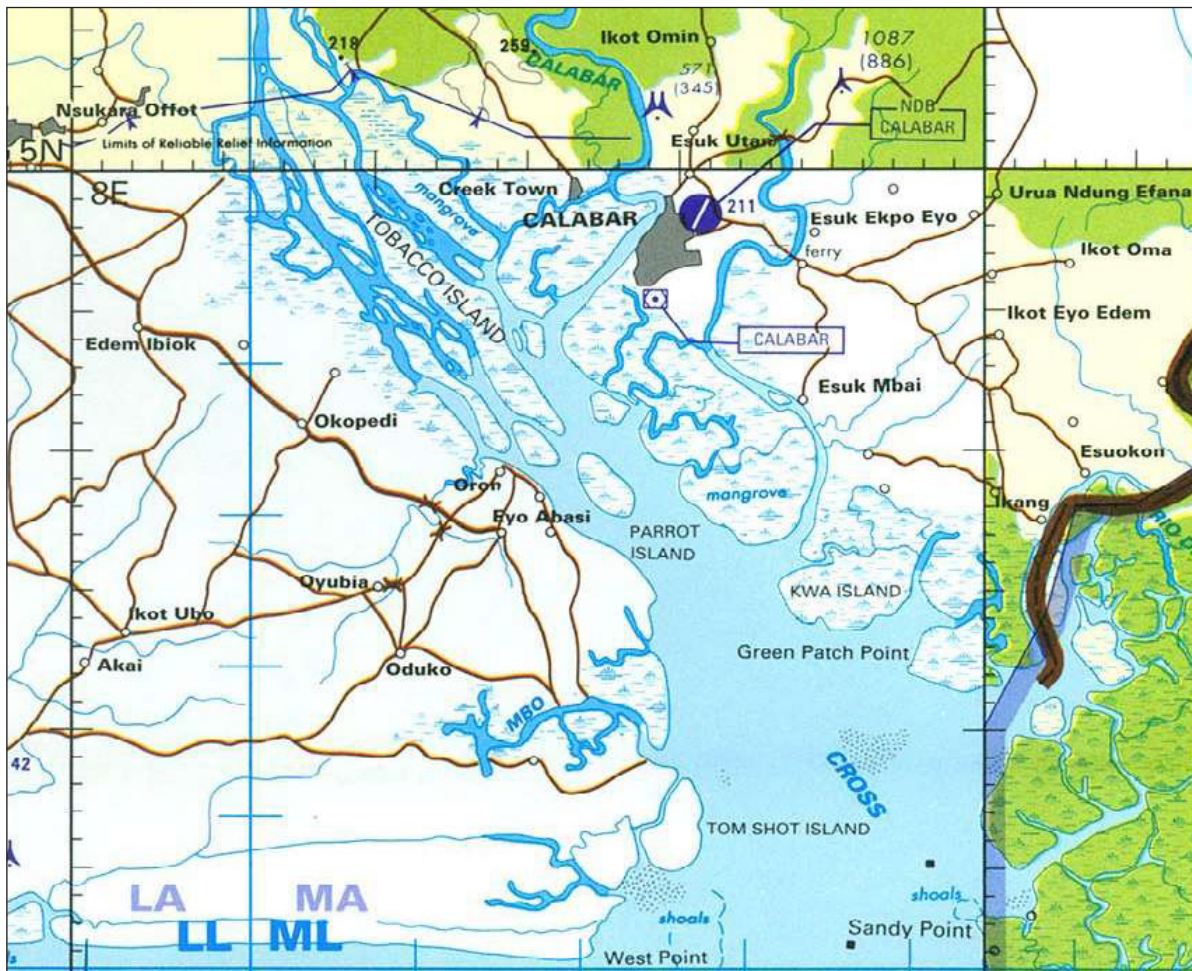 218
259
CALABAR
Ikot Omin
571
(345)
1087
(886)
NDB
CALABAR
Nsukara Offot
Limits of Reliable Relief Information
5N
8E
Esuk Utan
Creek Town
mangrove
CALABAR
211
Urua Ndung Efana
TOBACCO ISLAND
Esuk Ekpo Eyo
ferry
Ikot Oma
Edem Ibiok
CALABAR
Ikot Eyo Edem
Okopedi
Esuk Mbai
Oron
mangrove
Esuokon
Ikang
Eyo Abasi
PARROT
ISLAND
RIO
Oyubia
KWA ISLAND
Ikot Ubo
Akai
Oduko
Green Patch Point
MBO
42
CROSS
TOM SHOT ISLAND
LA
MA
LL
ML
shoals
shoals
Sandy Point
West Point